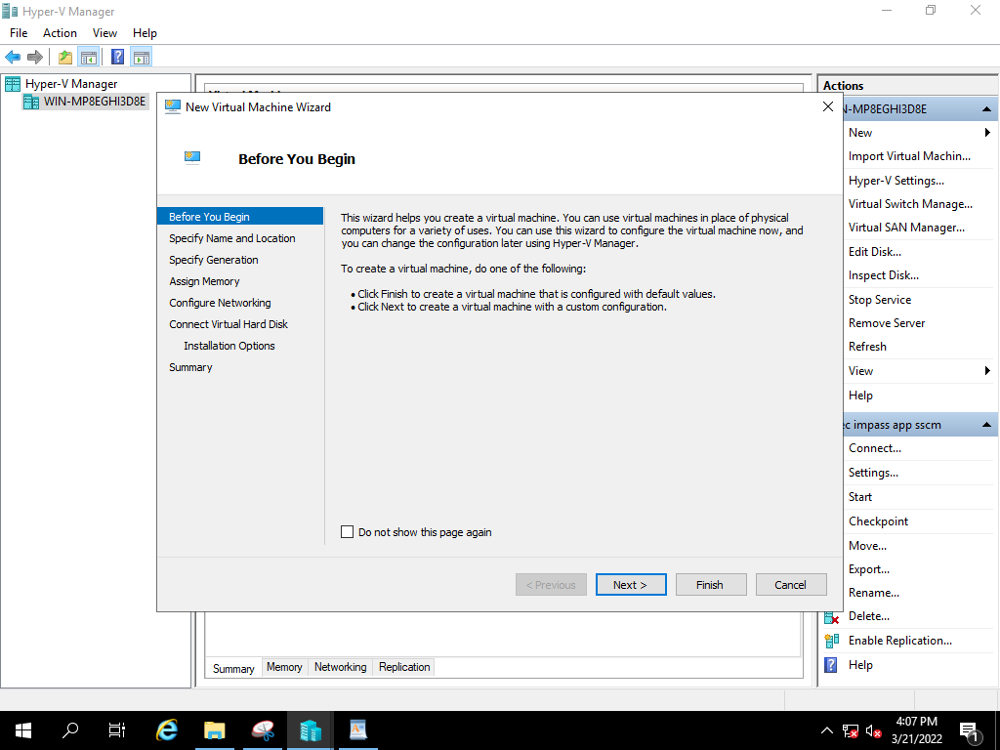 Hyper-V Manager
File Action View Help
Hyper-V Manager
WIN-MP8EGHI3D8E
New Virtual Machine Wizard
Before You Begin
Before You Begin
Specify Name and Location
Specify Generation
Assign Memory
Configure Networking
Connect Virtual Hard Disk
Installation Options
Summary
This wizard helps you create a virtual machine. You can use virtual machines in place of physical
computers for a variety of uses. You can use this wizard to configure the virtual machine now, and
you can change the configuration later using Hyper-V Manager.
To create a virtual machine, do one of the following:
• Click Finish to create a virtual machine that is configured with default values.
• Click Next to create a virtual machine with a custom configuration.
Do not show this page again
< Previous Next > Finish Cancel
Summary Memory Networking Replication
Actions
N-MP8EGHI3D8E
New
Import Virtual Machin...
Hyper-V Settings...
Virtual Switch Manage...
Virtual SAN Manager...
Edit Disk...
Inspect Disk...
Stop Service
Remove Server
Refresh
View
Help
ec impass app sscm
Connect...
Settings...
Start
Checkpoint
Move...
Export...
Rename...
Delete...
Enable Replication...
Help
4:07 PM
3/21/2022
1